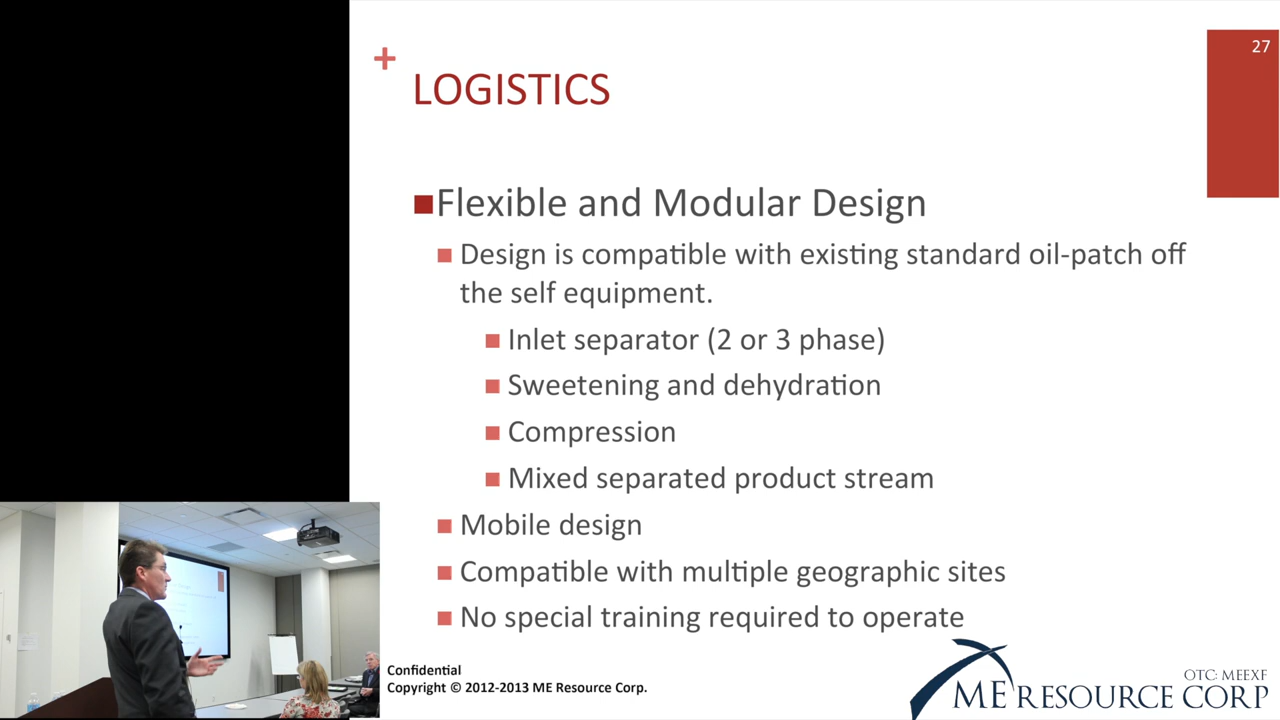 27
+ LOGISTICS
■Flexible and Modular Design
■ Design is compatible with existing standard oil-patch off
the self equipment.
■ Inlet separator (2 or 3 phase)
■ Sweetening and dehydration
■ Compression
■ Mixed separated product stream
■ Mobile design
■ Compatible with multiple geographic sites
■ No special training required to operate
Confidential
Copyright © 2012-2013 ME Resource Corp.
OTC: MEEXF
ME RESOURCE CORP